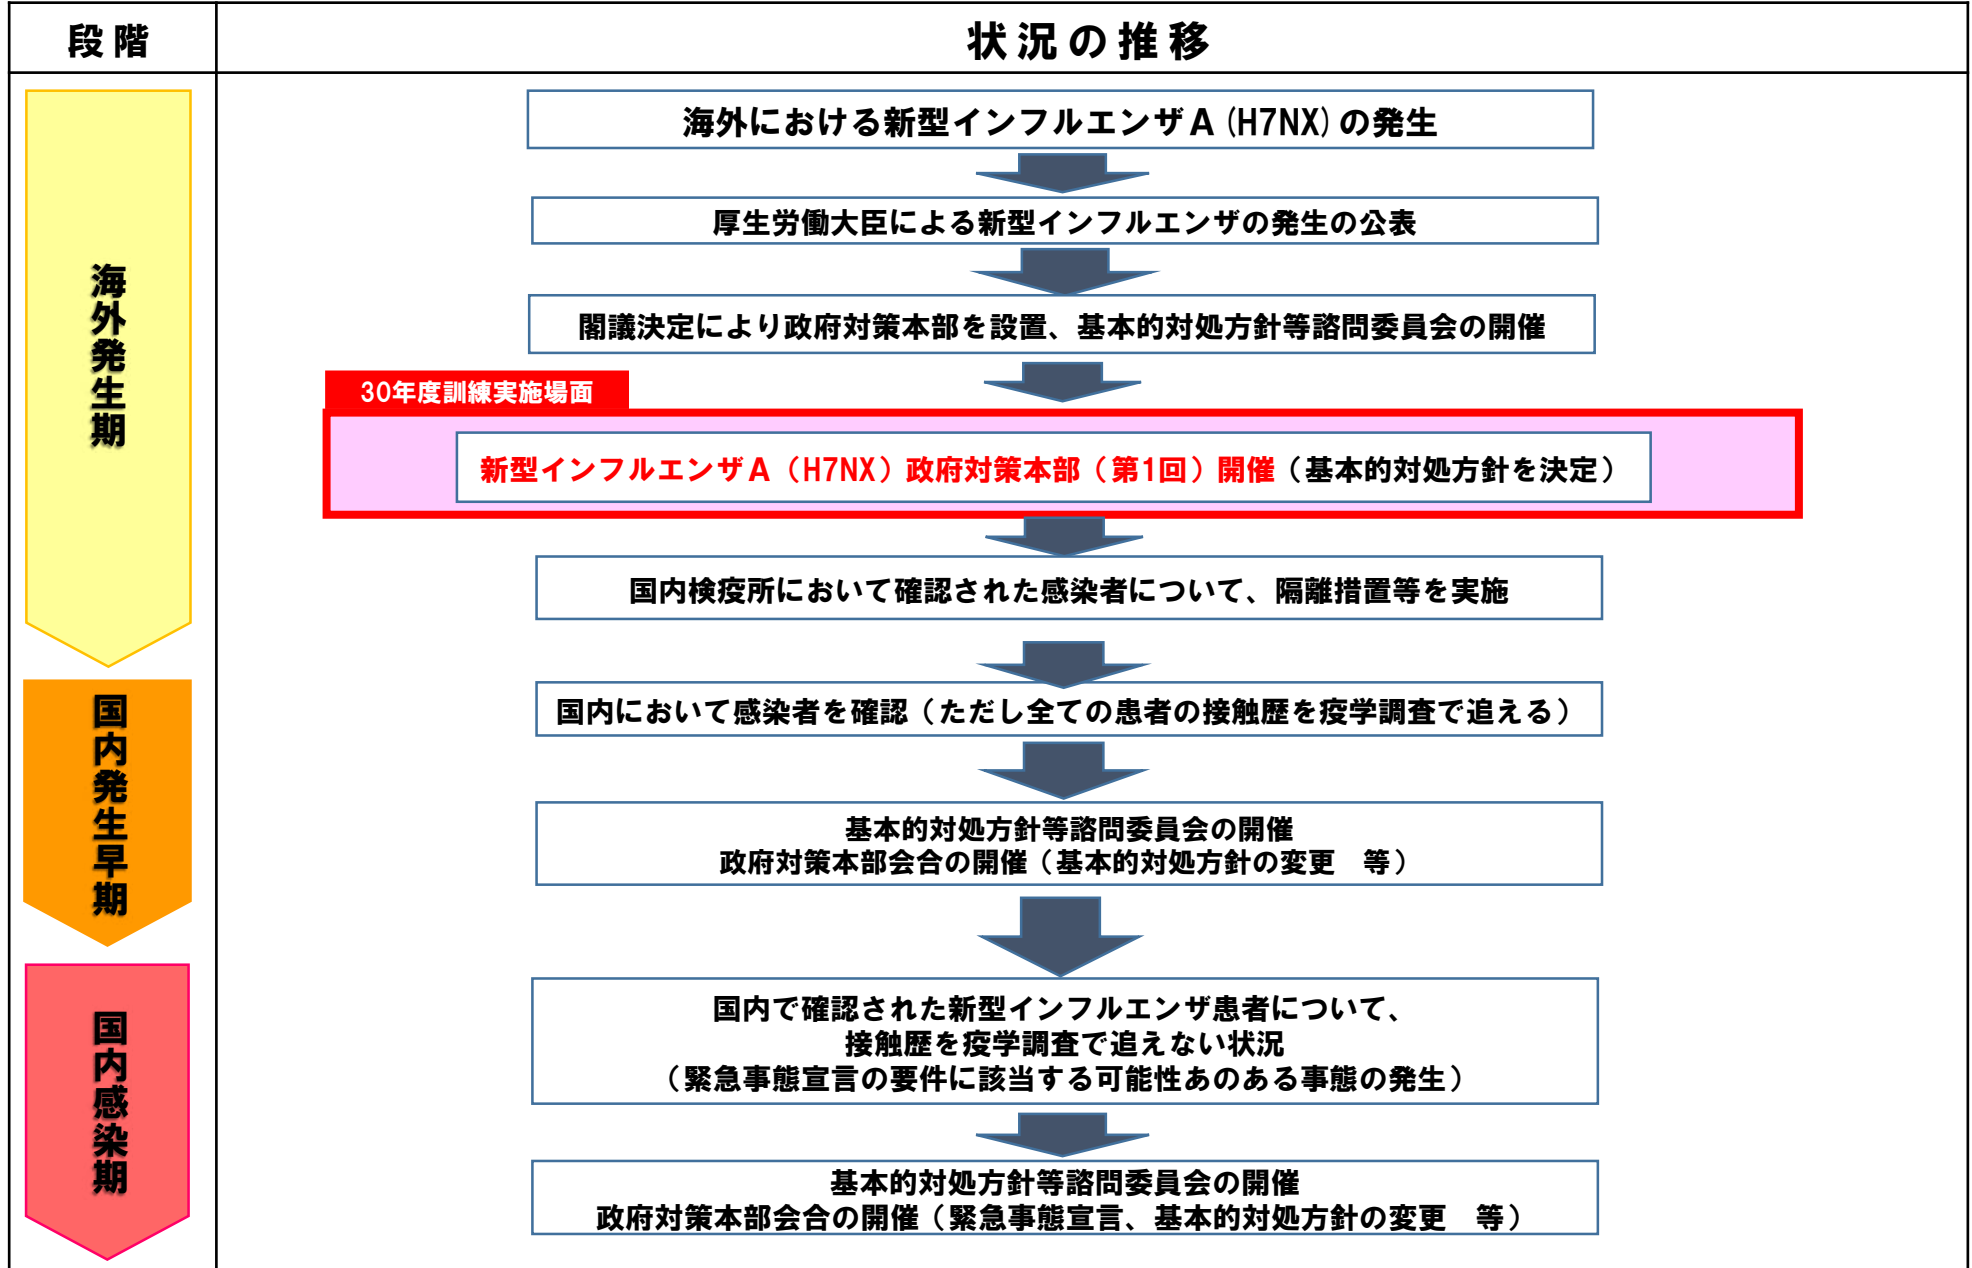 段階
状況の推移
海外発生期
海外における新型インフルエンザA(H7NX)の発生
厚生労働大臣による新型インフルエンザの発生の公表
閣議決定により政府対策本部を設置、基本的対処方針等諮問委員会の開催
30年度訓練実施場面
新型インフルエンザA（H7NX）政府対策本部（第1回）開催（基本的対処方針を決定）
国内検疫所において確認された感染者について、隔離措置等を実施
国内発生早期
国内において感染者を確認（ただし全ての患者の接触歴を疫学調査で追える）
基本的対処方針等諮問委員会の開催
政府対策本部会合の開催（基本的対処方針の変更　等）
国内感染期
国内で確認された新型インフルエンザ患者について、
接触歴を疫学調査で追えない状況
（緊急事態宣言の要件に該当する可能性あのある事態の発生）
基本的対処方針等諮問委員会の開催
政府対策本部会合の開催（緊急事態宣言、基本的対処方針の変更　等）